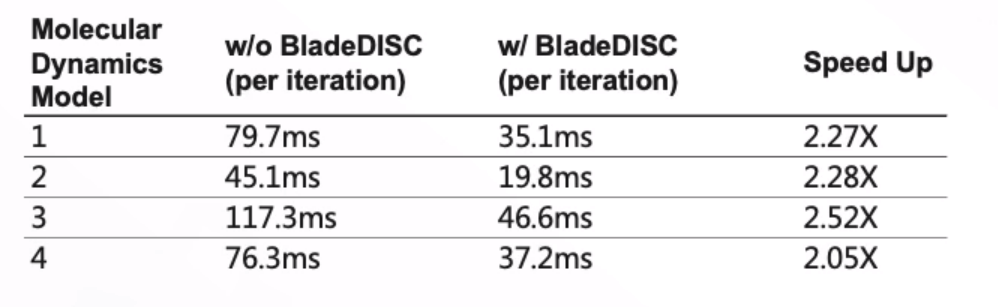 Molecular Dynamics Model w/o BladeDISC (per iteration) w/ BladeDISC (per iteration) Speed Up
1 79.7ms 35.1ms 2.27X
2 45.1ms 19.8ms 2.28X
3 117.3ms 46.6ms 2.52X
4 76.3ms 37.2ms 2.05X